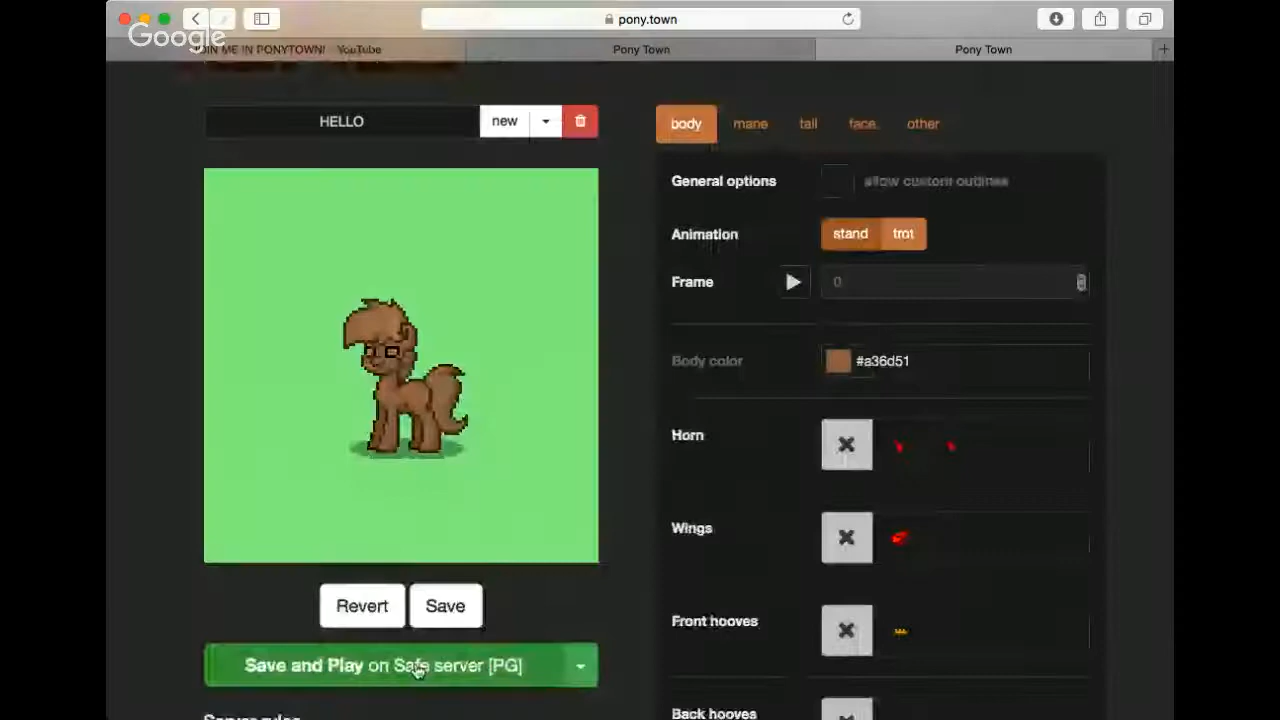 pony.town
Google
JOIN ME IN PONYTOWN! YouTube
Pony Town
Pony Town
HELLO
new
body
mane
tail
face
other
General options
allow custom outlines
Animation
stand
trot
Frame
0
Body color
#a36d51
Horn
Wings
Front hooves
Back hooves
Revert
Save
Save and Play on Safe server [PG]
Server rules